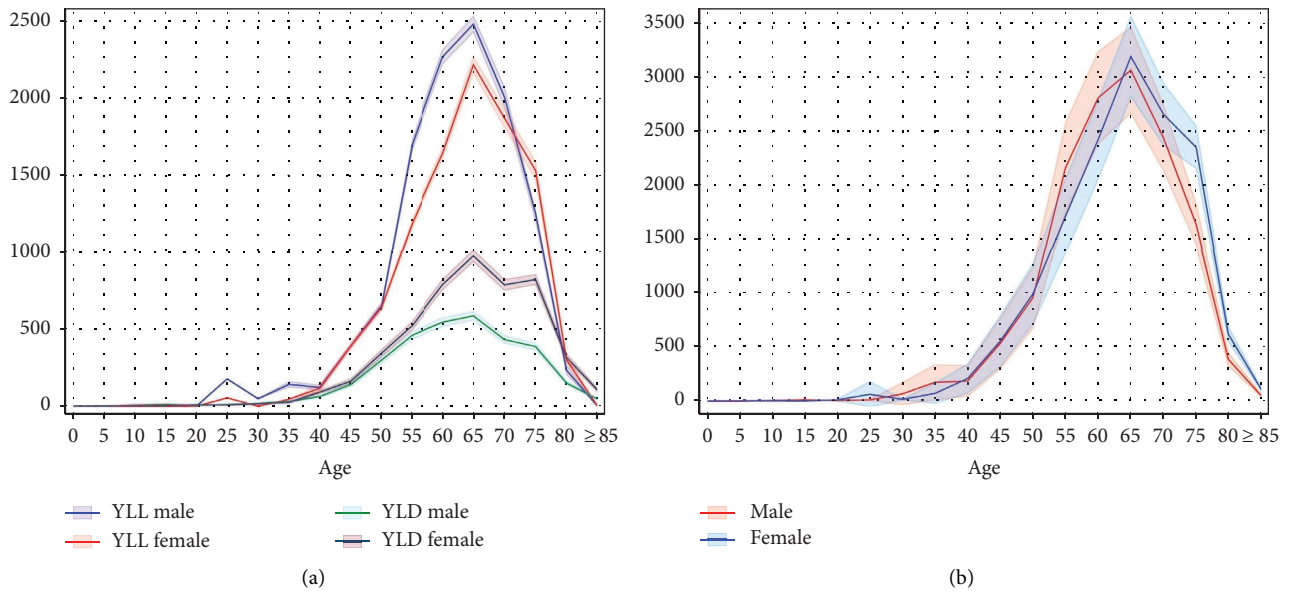 2500
2000
1500
1000
500
0
0 5 10 15 20 25 30 35 40 45 50 55 60 65 70 75 80 ≥85
Age
YLL male
YLL female
YLD male
YLD female
(a)
3500
3000
2500
2000
1500
1000
500
0
0 5 10 15 20 25 30 35 40 45 50 55 60 65 70 75 80 ≥85
Age
Male
Female
(b)